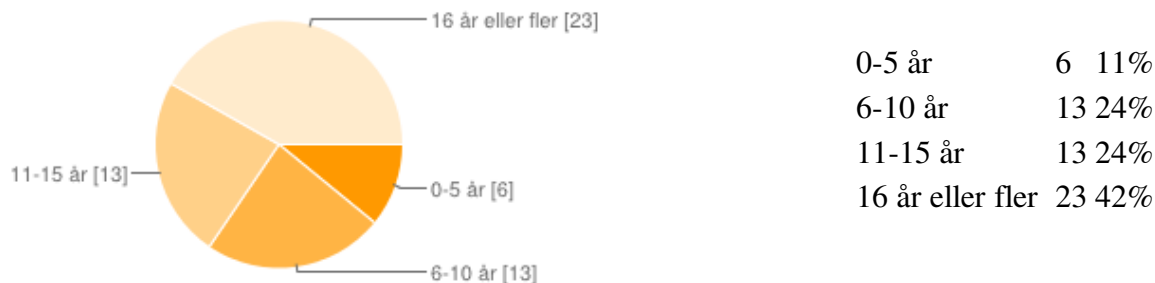 16 år eller fler [23]
11-15 år [13]
0-5 år [6]
6-10 år [13]
0-5 år 6 11%
6-10 år 13 24%
11-15 år 13 24%
16 år eller fler 23 42%